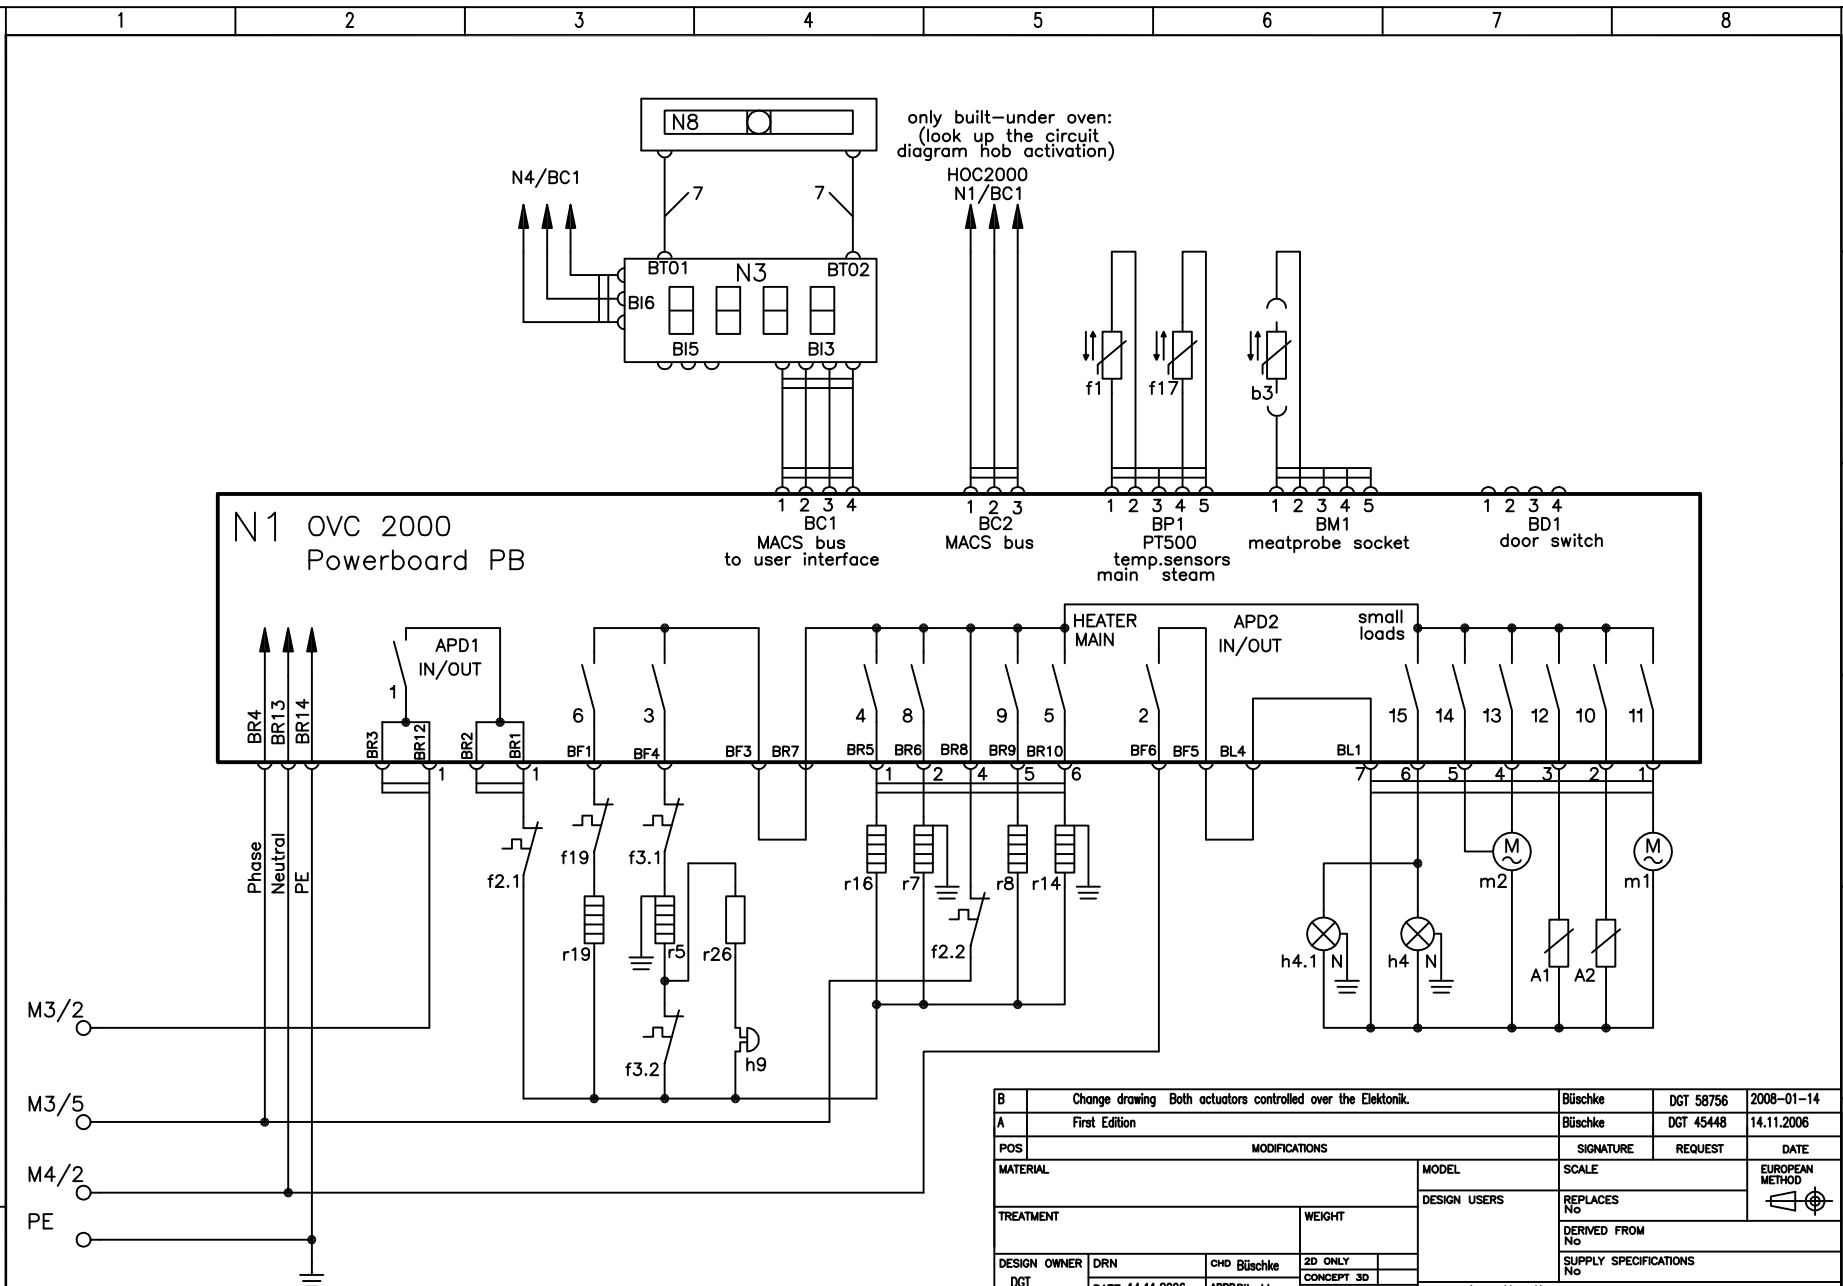 1 2 3 4 5 6 7 8
N8
only built-under oven:
(look up the circuit
diagram hob activation)
HOC2000
N1/BC1
N4/BC1
7 7
BT01 N3 BT02
BI6
BI5 BI3
f1 f17 b3
1 2 3 4
BC1
MACS bus
to user interface
1 2 3
BC2
MACS bus
1 2 3 4 5
BP1
PT500
temp.sensors
main steam
1 2 3 4 5
BM1
meatprobe socket
1 2 3 4
BD1
door switch
N1 OVC 2000
Powerboard PB
APD1
IN/OUT
HEATER
MAIN
APD2
IN/OUT
small
loads
1 6 3 4 8 9 5 2 15 14 13 12 10 11
BR4 BR13 BR14 BR3 BR12 BR2 BR1 BF1 BF4 BF3 BR7 BR5 BR6 BR8 BR9 BR10 BF6 BF5 BL4 BL1
1 1 1 2 4 5 6 7 6 5 4 3 2 1
Phase Neutral PE
f2.1 f19 f3.1 r16 r7 r8 r14 m2 m1
r19 r5 r26 f2.2 h4.1 N h4 N A1 A2
f3.2 h9
M3/2
M3/5
M4/2
PE
B Change drawing Both actuators controlled over the Elektonik. Büschke DGT 58756 2008-01-14
A First Edition Büschke DGT 45448 14.11.2006
POS MODIFICATIONS SIGNATURE REQUEST DATE
MATERIAL MODEL SCALE EUROPEAN
METHOD
DESIGN USERS REPLACES
No
TREATMENT WEIGHT
DERIVED FROM
No
DESIGN OWNER DRN CHD Büschke 2D ONLY SUPPLY SPECIFICATIONS
No
DGT CONCEPT 3D